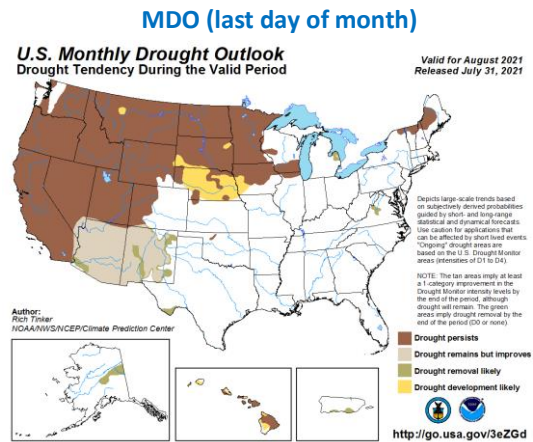 MDO (last day of month)
U.S. Monthly Drought Outlook
Drought Tendency During the Valid Period
Valid for August 2021
Released July 31, 2021
Depicts large-scale trends based
on subjectively derived probabilities
guided by short- and long-range
statistical and dynamical forecasts.
Use caution for applications that
can be affected by short lived events.
"Ongoing" drought areas are
based on the U.S. Drought Monitor
areas (intensities of D1 to D4).
NOTE: The tan areas imply at least
a 1-category improvement in the
Drought Monitor intensity levels by
the end of the period, although
drought will remain. The green
areas imply drought removal by the
end of the period (D0 or none).
Author:
Rich Tinker
NOAA/NWS/NCEP/Climate Prediction Center
Drought persists
Drought remains but improves
Drought removal likely
Drought development likely
http://go.usa.gov/3eZGd